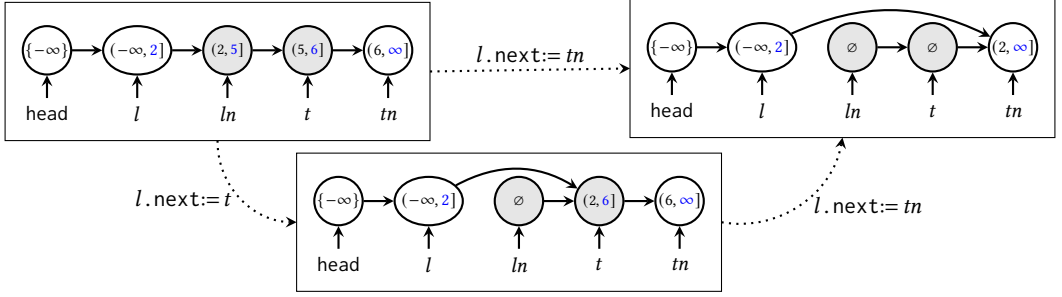 {−∞} (−∞, 2] (2, 5] (5, 6] (6, ∞]
head l ln t tn
l.next:= tn
{−∞} (−∞, 2] ∅ ∅ (2, ∞]
head l ln t tn
l.next:= t
{−∞} (−∞, 2] ∅ (2, 6] (6, ∞]
head l ln t tn
l.next:= tn